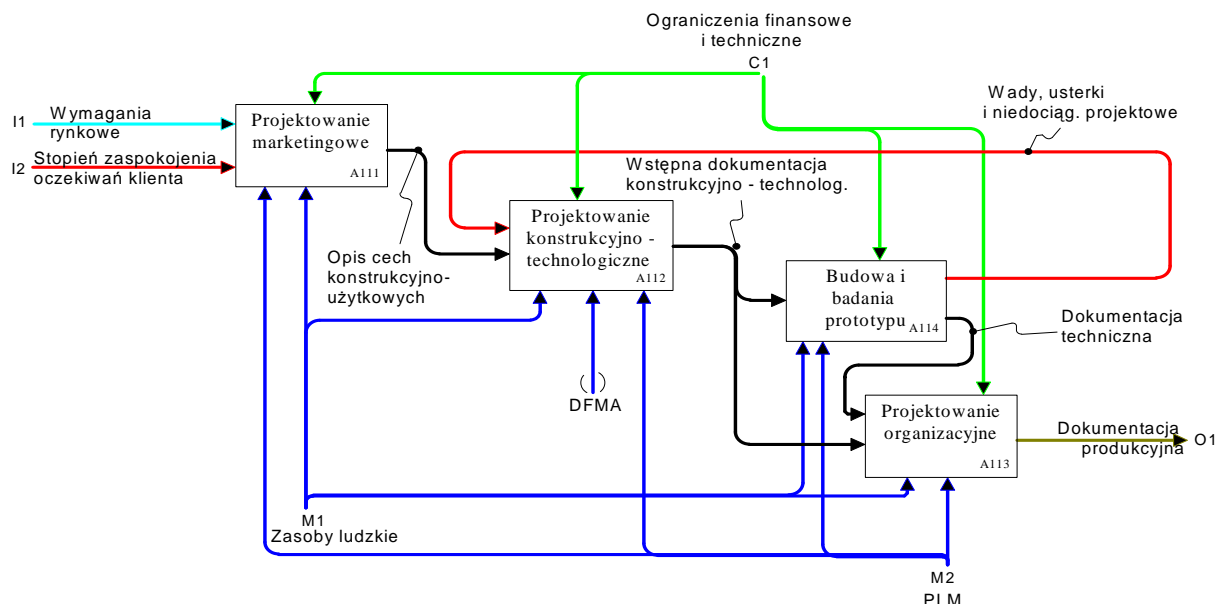 Ograniczenia finansowe
i techniczne
C1
Wady, usterki
i niedociąg. projektowe
I1
Wymagania
rynkowe
I2
Stopień zaspokojenia
oczekiwań klienta
Projektowanie
marketingowe
A111
Wstępna dokumentacja
konstrukcyjno - technolog.
Projektowanie
konstrukcyjno -
technologiczne
A112
Opis cech
konstrukcyjno-
użytkowych
Budowa i
badania
prototypu
A114
Dokumentacja
techniczna
DFMA
Projektowanie
organizacyjne
A113
Dokumentacja
produkcyjna
O1
M1
Zasoby ludzkie
M2
PLM